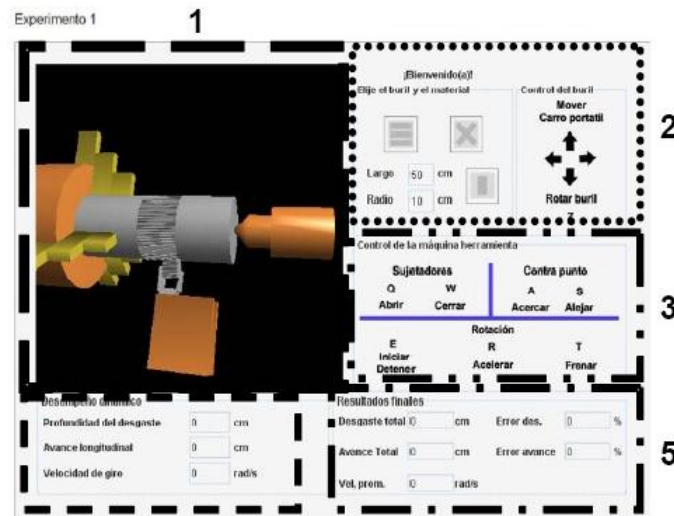 Experimento 1
1
¡Bienvenido(a)!
Elije el buril y el material
Control del buril
Mover
Carro portatil
Largo 50 cm
Radio 10 cm
Rotar buril
Z
2
Control de la máquina herramienta
Sujetadores
Contra punto
Q W A S
Abrir Cerrar Acercar Alejar
Rotación
E R T
Iniciar
Detener Acelerar Frenar
3
Desempeño dinámico
Profundidad del desgaste 0 cm
Avance longitudinal 0 cm
Velocidad de giro 0 rad/s
Resultados finales
Desgaste total 0 cm Error des. 0 %
Avance Total 0 cm Error avance 0 %
Vel. prom. 0 rad/s
5